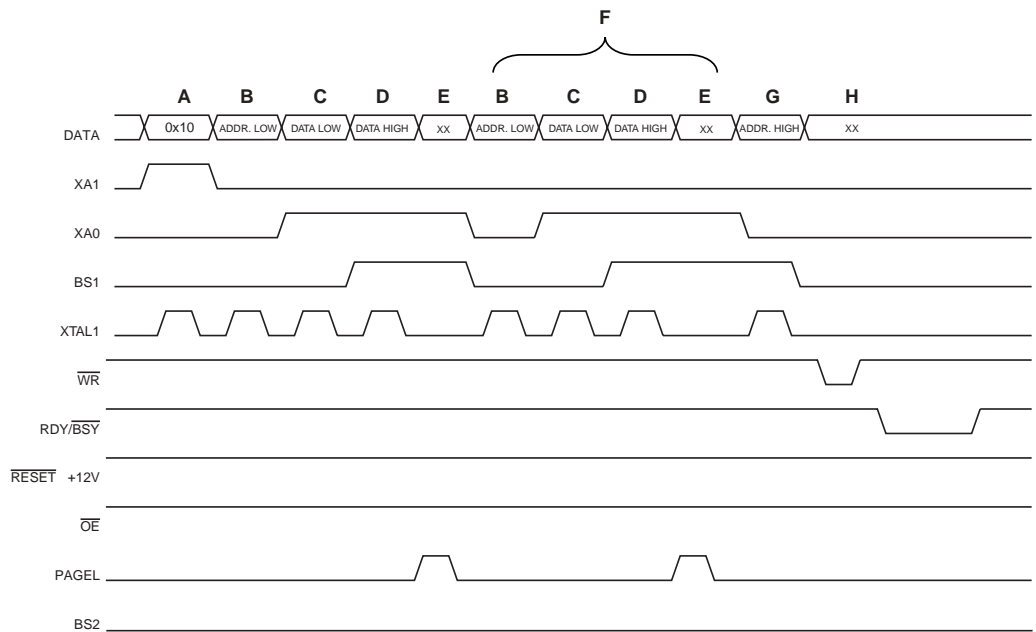 F
A B C D E B C D E G H
DATA 0x10 ADDR. LOW DATA LOW DATA HIGH XX ADDR. LOW DATA LOW DATA HIGH XX ADDR. HIGH XX
XA1
XA0
BS1
XTAL1
WR
RDY/BSY
RESET +12V
OE
PAGEL
BS2